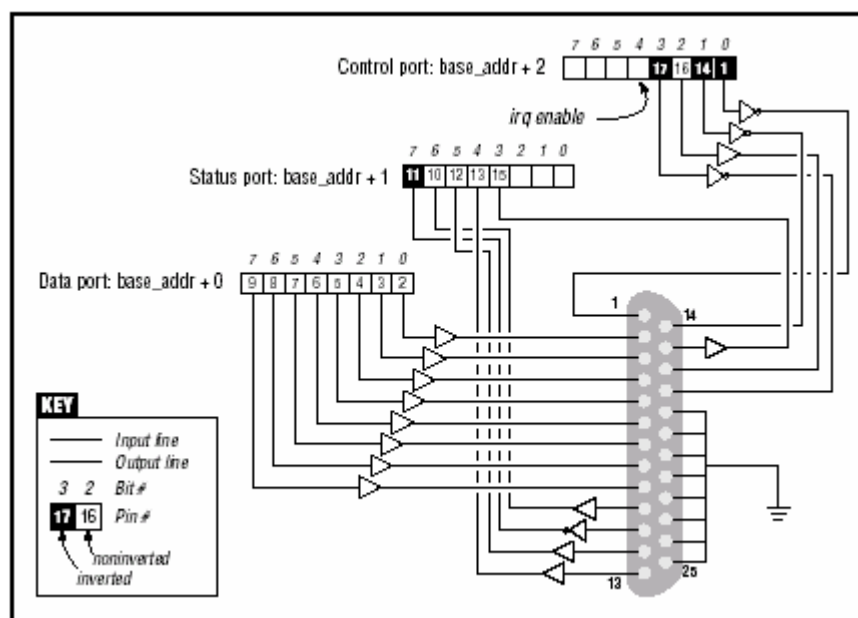 7 6 5 4 3 2 1 0
Control port: base_addr + 2
17 16 14 1
irq enable
7 6 5 4 3 2 1 0
Status port: base_addr + 1
11 10 12 13 15
7 6 5 4 3 2 1 0
Data port: base_addr + 0
9 8 7 6 5 4 3 2
1 14
KEY
Input line
Output line
3 2 Bit #
17 16 Pin #
noninverted
inverted
13 25